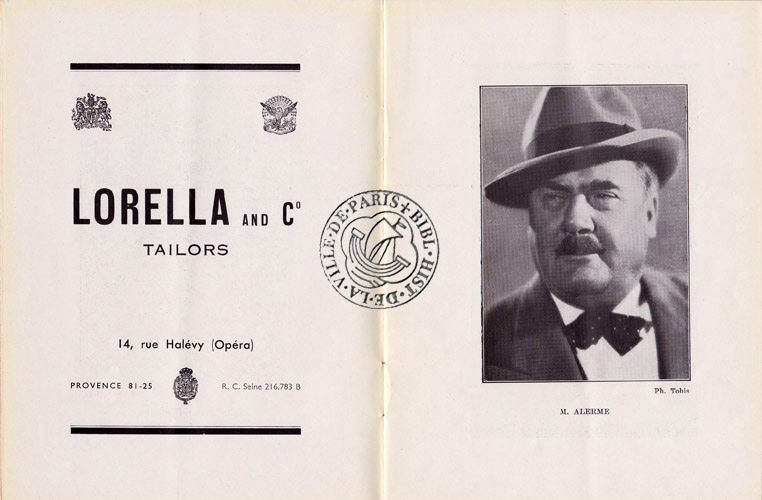 LORELLA AND Cº
TAILORS
14, rue Halévy (Opéra)
PROVENCE 81-25
R. C. Seine 216.783 B
BIBL · HIST · DE · LA · VILLE · DE · PARIS
Ph. Tobis
M. ALERME